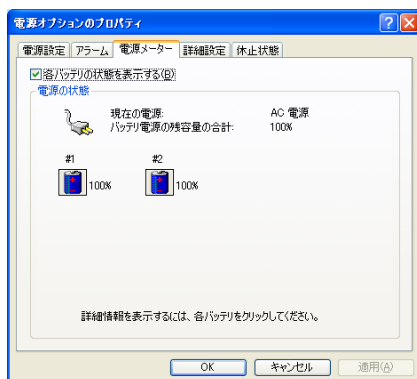 電源オプションのプロパティ
電源設定 アラーム 電源メーター 詳細設定 休止状態
各バッテリの状態を表示する(B)
電源の状態
現在の電源: AC 電源
バッテリ電源の残容量の合計: 100%
#1 #2
100% 100%
詳細情報を表示するには、各バッテリをクリックしてください。
OK キャンセル 適用(A)